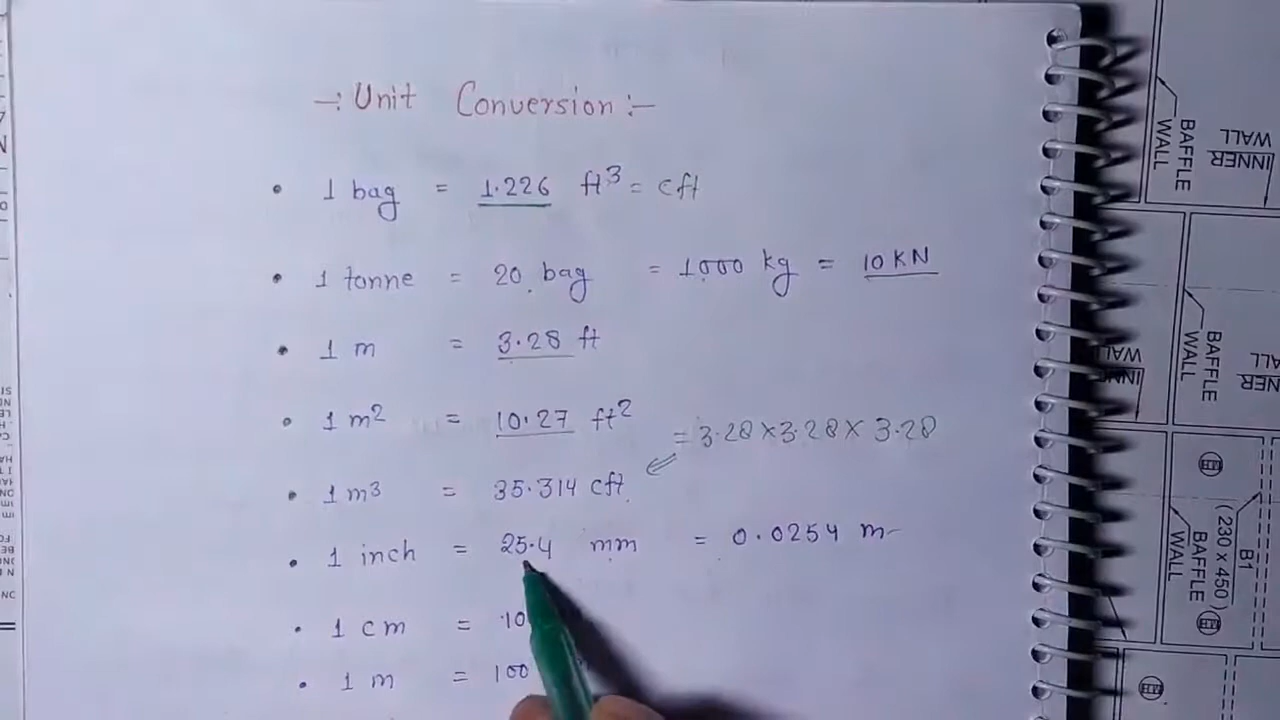 -: Unit Conversion :-
• 1 bag = 1.226 ft³ = cft
• 1 tonne = 20 bag = 1000 kg = 10 KN
• 1 m = 3.28 ft
• 1 m² = 10.27 ft²
= 3.28 × 3.28 × 3.28
• 1 m³ = 35.314 cft
• 1 inch = 25.4 mm = 0.0254 m
• 1 cm = 10
• 1 m = 100
INNER WALL
BAFFLE WALL
BAFFLE WALL
INNER WALL
B1
(230 x 450)
BAFFLE WALL
MH
MH
MH